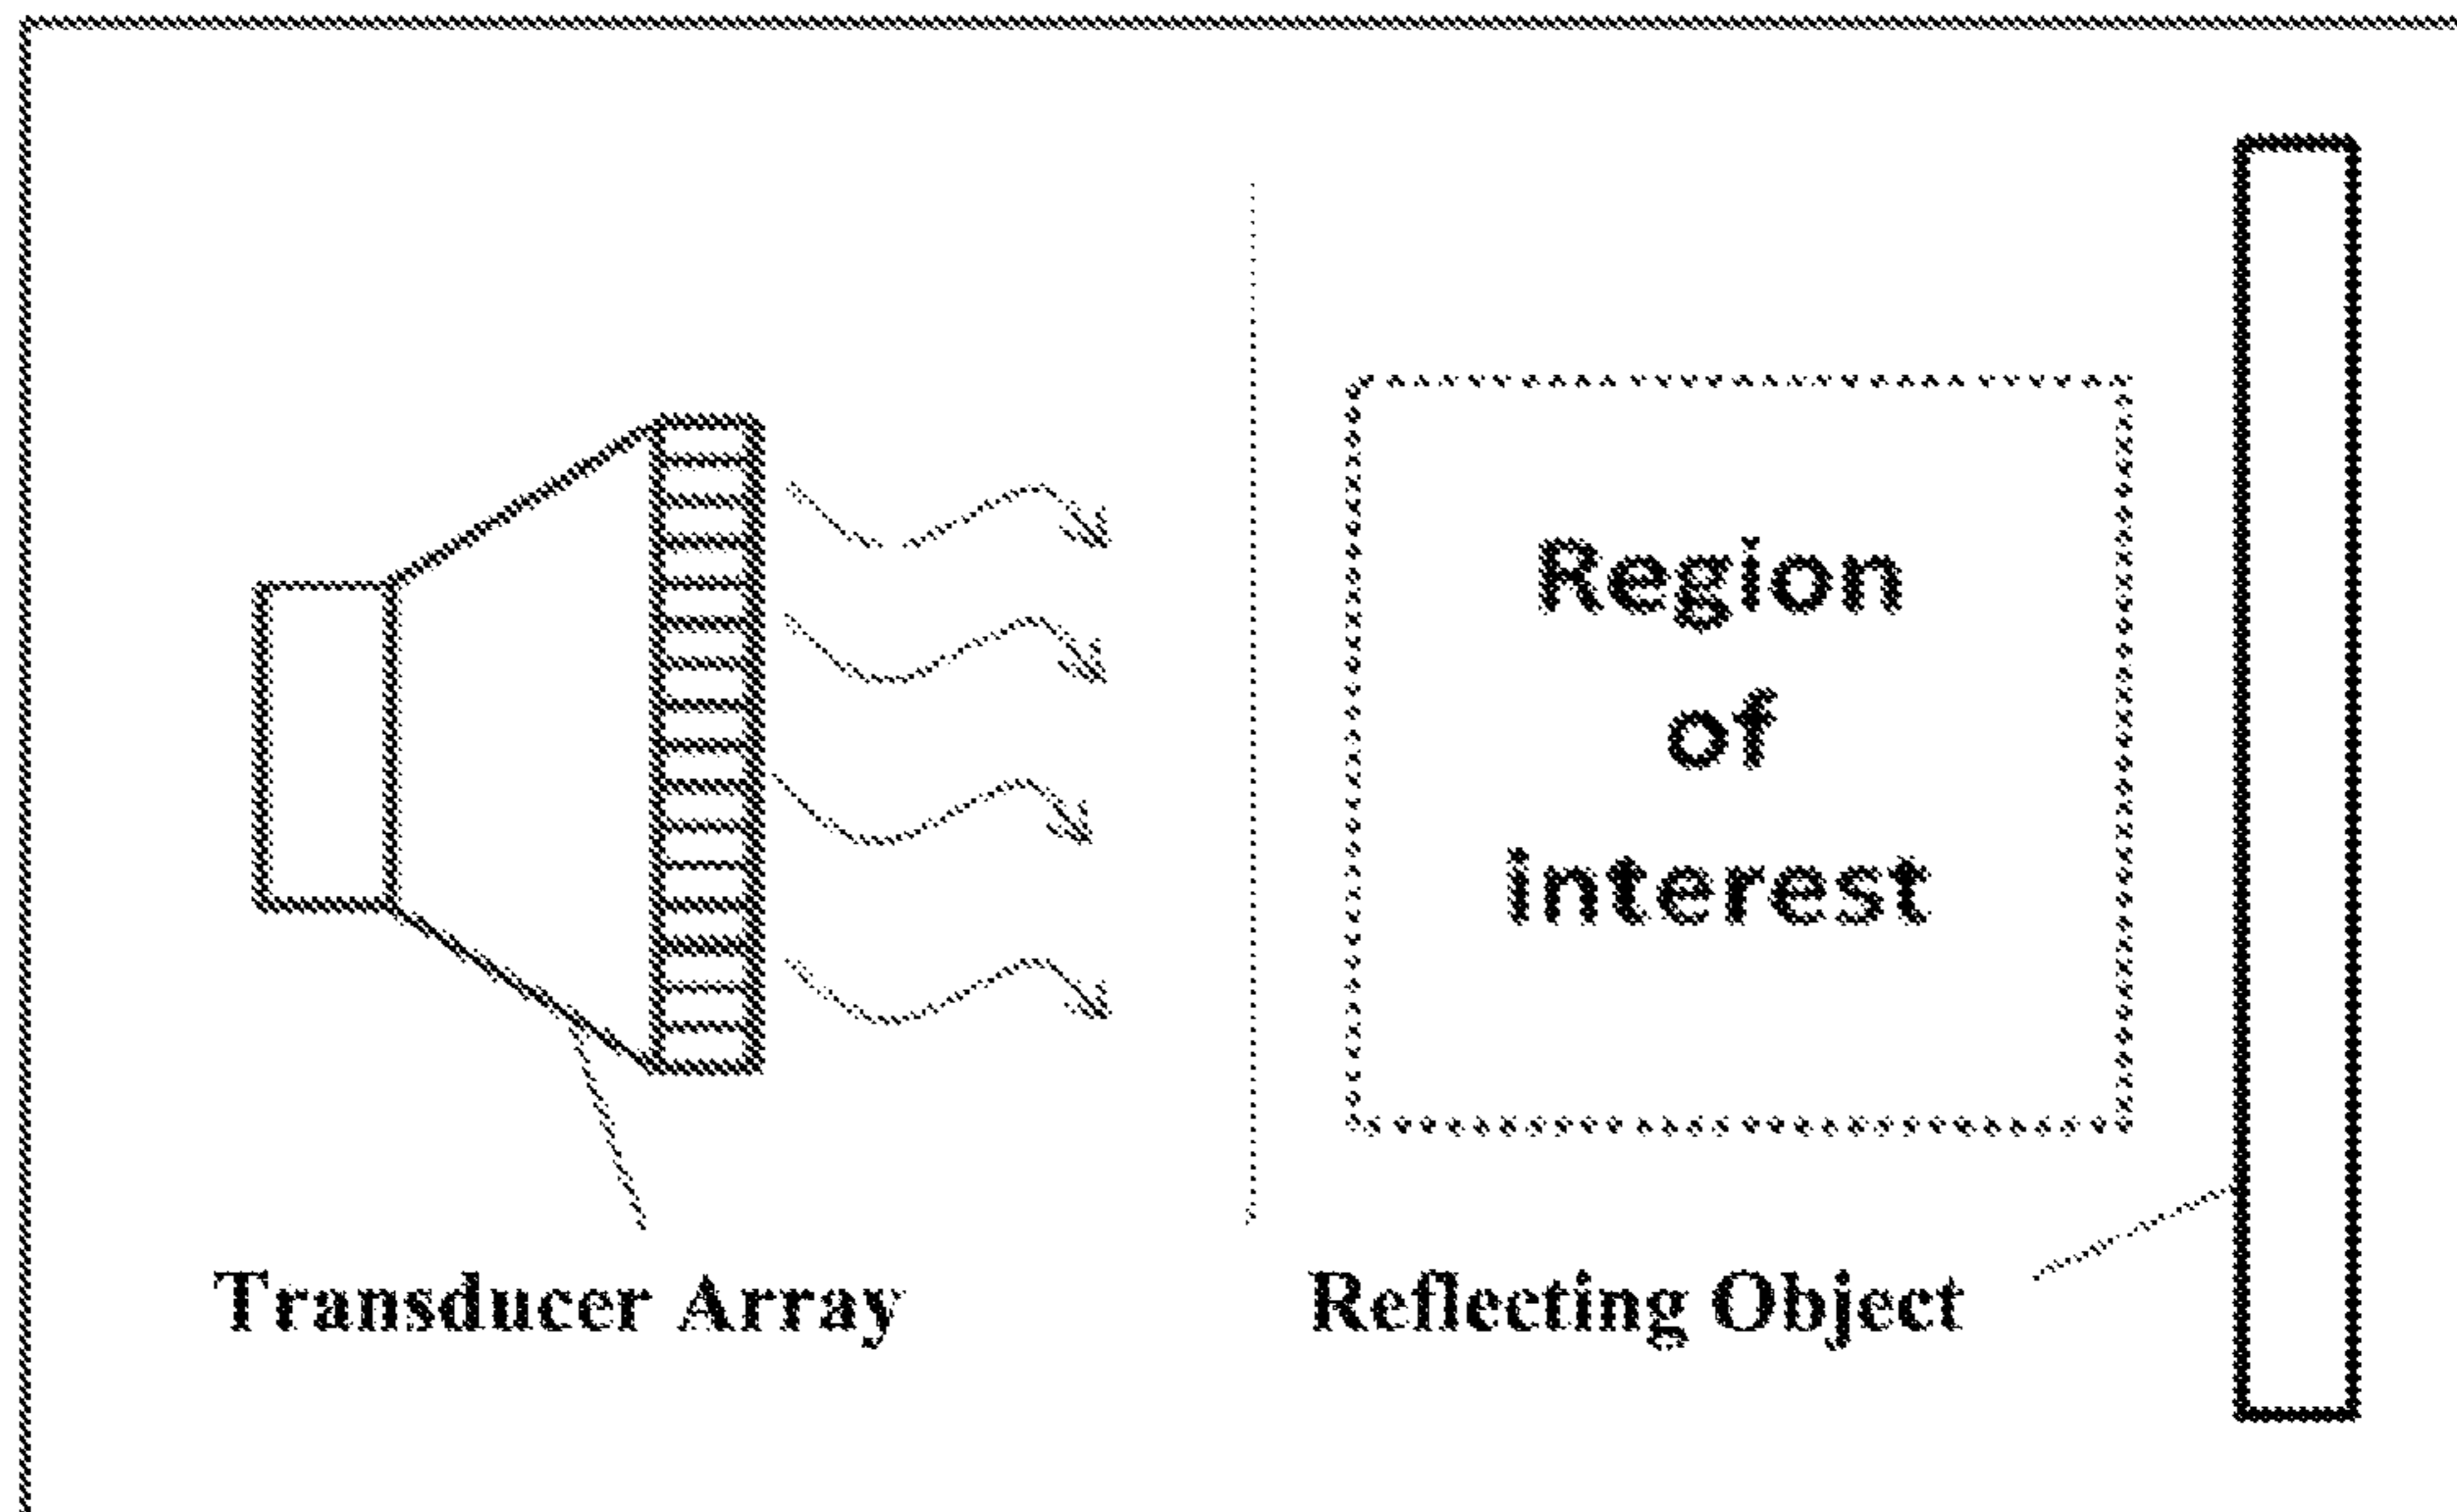 Region
of
interest
Transducer Array
Reflecting Object